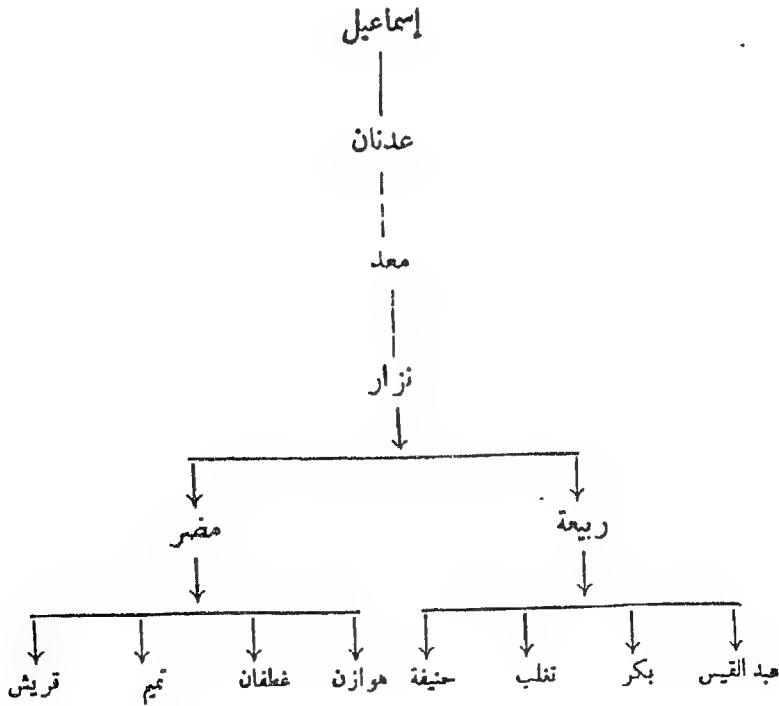 إسماعيل
عدنان
معد
نزار
ربيعة مضر
عبد القيس بكر تغلب حنيفة هوازن غطفان تميم قريش